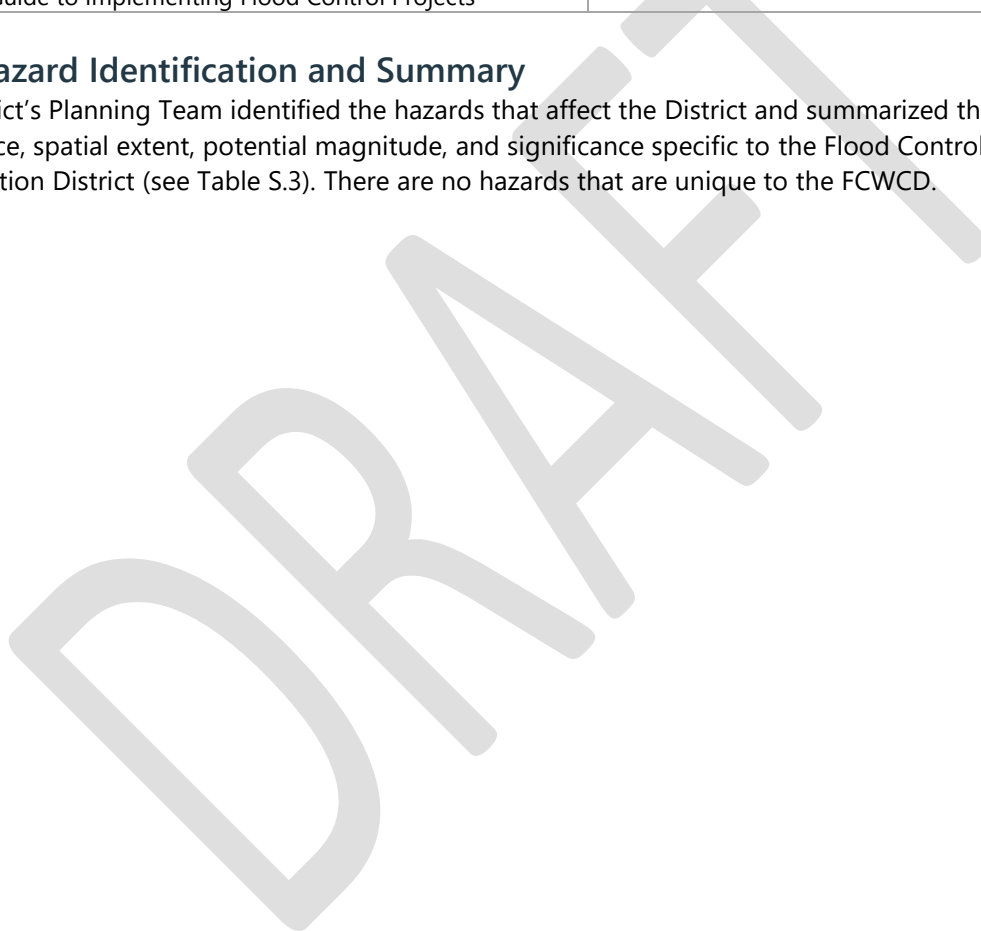 uide to Implementing Flood Control Projects
azard Identification and Summary
ict's Planning Team identified the hazards that affect the District and summarized th
ce, spatial extent, potential magnitude, and significance specific to the Flood Control
tion District (see Table S.3). There are no hazards that are unique to the FCWCD.
DRAFT